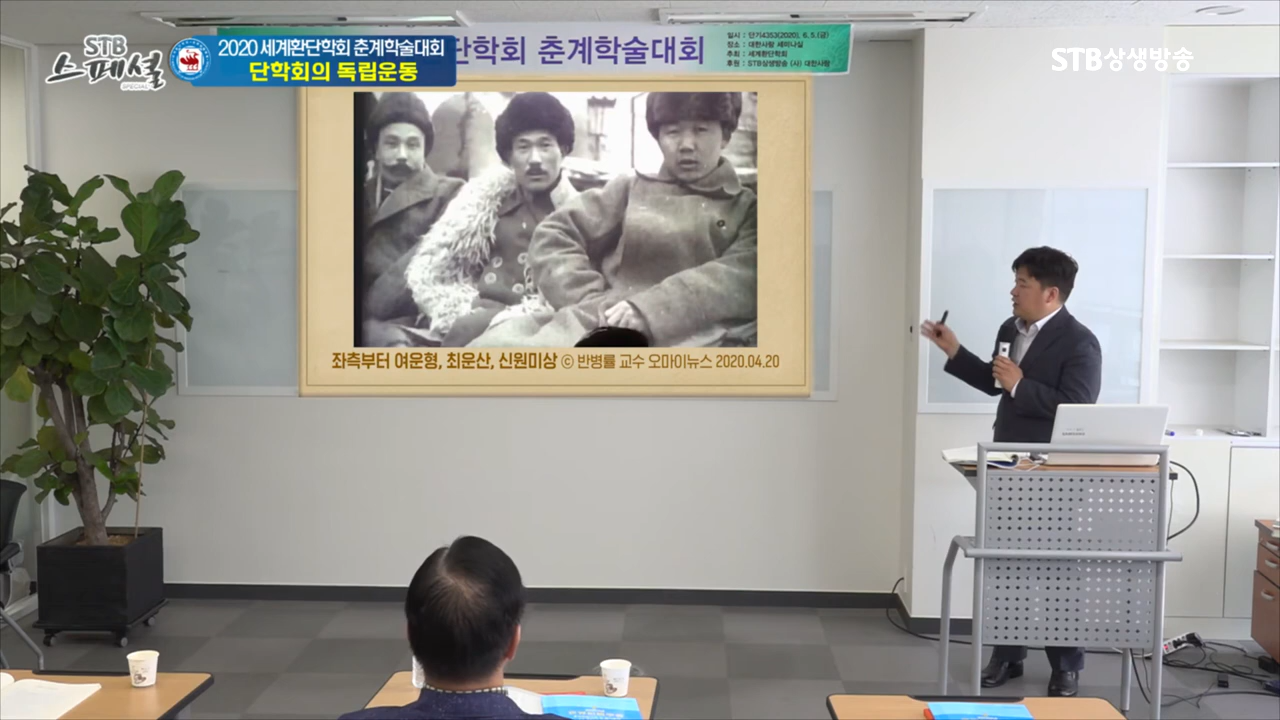 STB
스페셜
SPECIAL
2020 세계환단학회 춘계학술대회
단학회의 독립운동
단학회 춘계학술대회
일시 : 단기4353(2020). 6. 5.(금)
장소 : 대한사랑 세미나실
주최 : 세계환단학회
후원 : STB상생방송 (사) 대한사랑
STB상생방송
좌측부터 여운형, 최운산, 신원미상 © 반병률 교수 오마이뉴스 2020.04.20
SAMSUNG